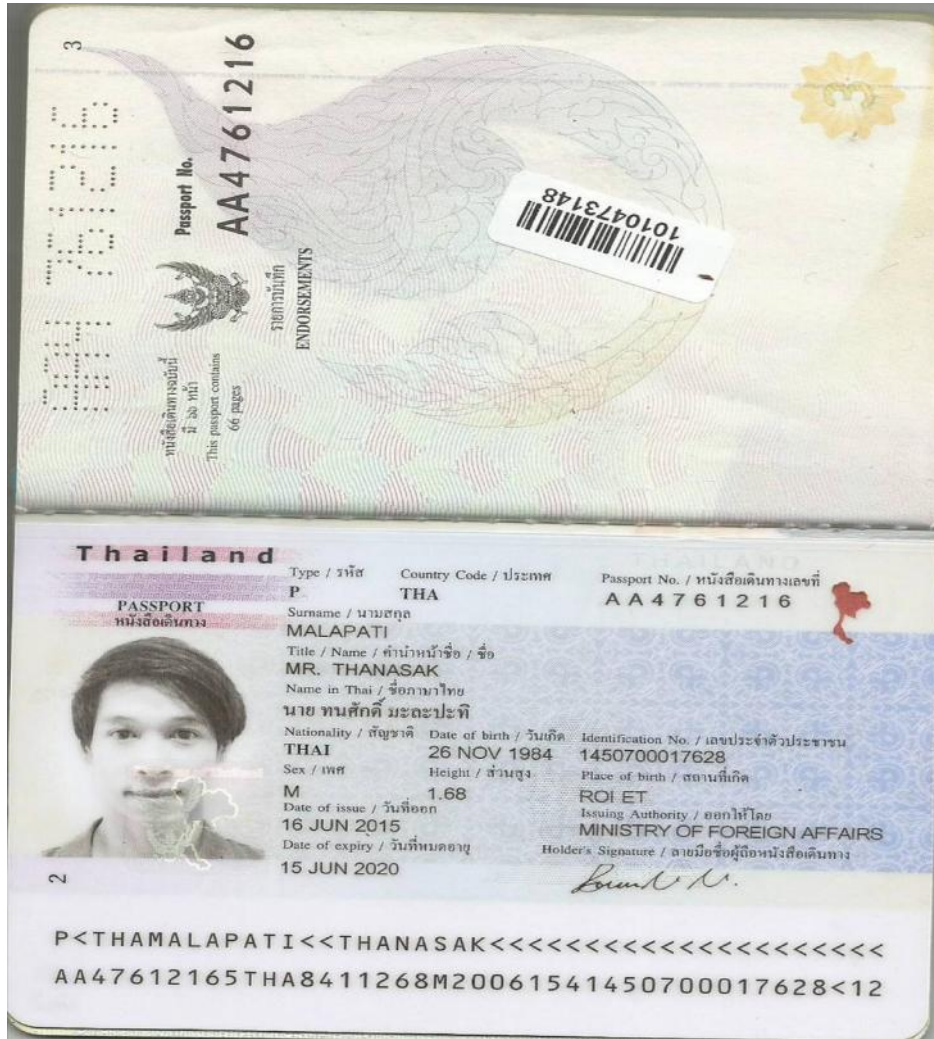 3
AA4761216
Passport No.
AA4761216
หนังสือเดินทางฉบับนี้
มี ๖๖ หน้า
This passport contains
66 pages
รายการบันทึก
ENDORSEMENTS
1010473148
THAILAND
Thailand
PASSPORT
หนังสือเดินทาง
Type / รหัส Country Code / ประเทศ Passport No. / หนังสือเดินทางเลขที่
P THA AA4761216
Surname / นามสกุล
MALAPATI
Title / Name / คำนำหน้าชื่อ / ชื่อ
MR. THANASAK
Name in Thai / ชื่อภาษาไทย
นาย ทนศักดิ์ มะละปะทิ
Nationality / สัญชาติ Date of birth / วันเกิด Identification No. / เลขประจำตัวประชาชน
THAI 26 NOV 1984 1450700017628
Sex / เพศ Height / ส่วนสูง Place of birth / สถานที่เกิด
M 1.68 ROI ET
Date of issue / วันที่ออก Issuing Authority / ออกให้โดย
16 JUN 2015 MINISTRY OF FOREIGN AFFAIRS
Date of expiry / วันที่หมดอายุ Holder's Signature / ลายมือชื่อผู้ถือหนังสือเดินทาง
15 JUN 2020
2
P<THAMALAPATI<<THANASAK<<<<<<<<<<<<<<<<<<<<<
AA47612165THA8411268M20061541450700017628<12